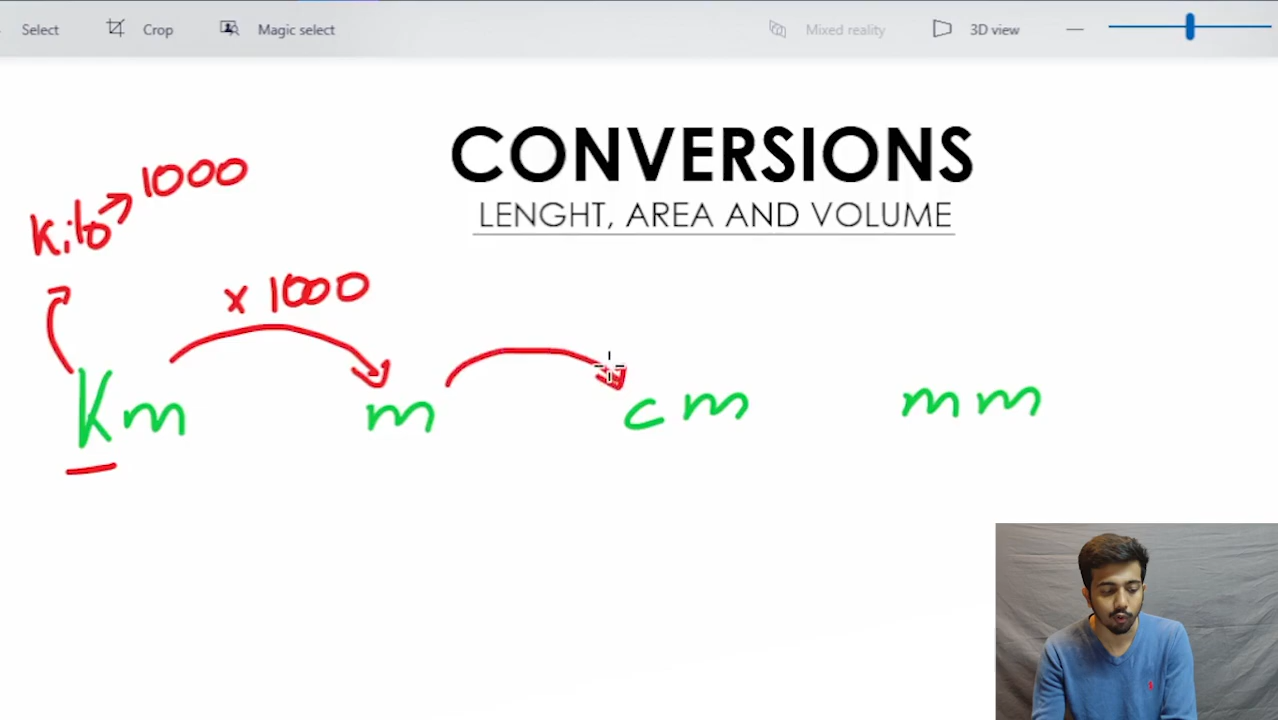 Select Crop Magic select Mixed reality 3D view
CONVERSIONS
LENGHT, AREA AND VOLUME
kilo → 1000
x 1000
Km m cm mm